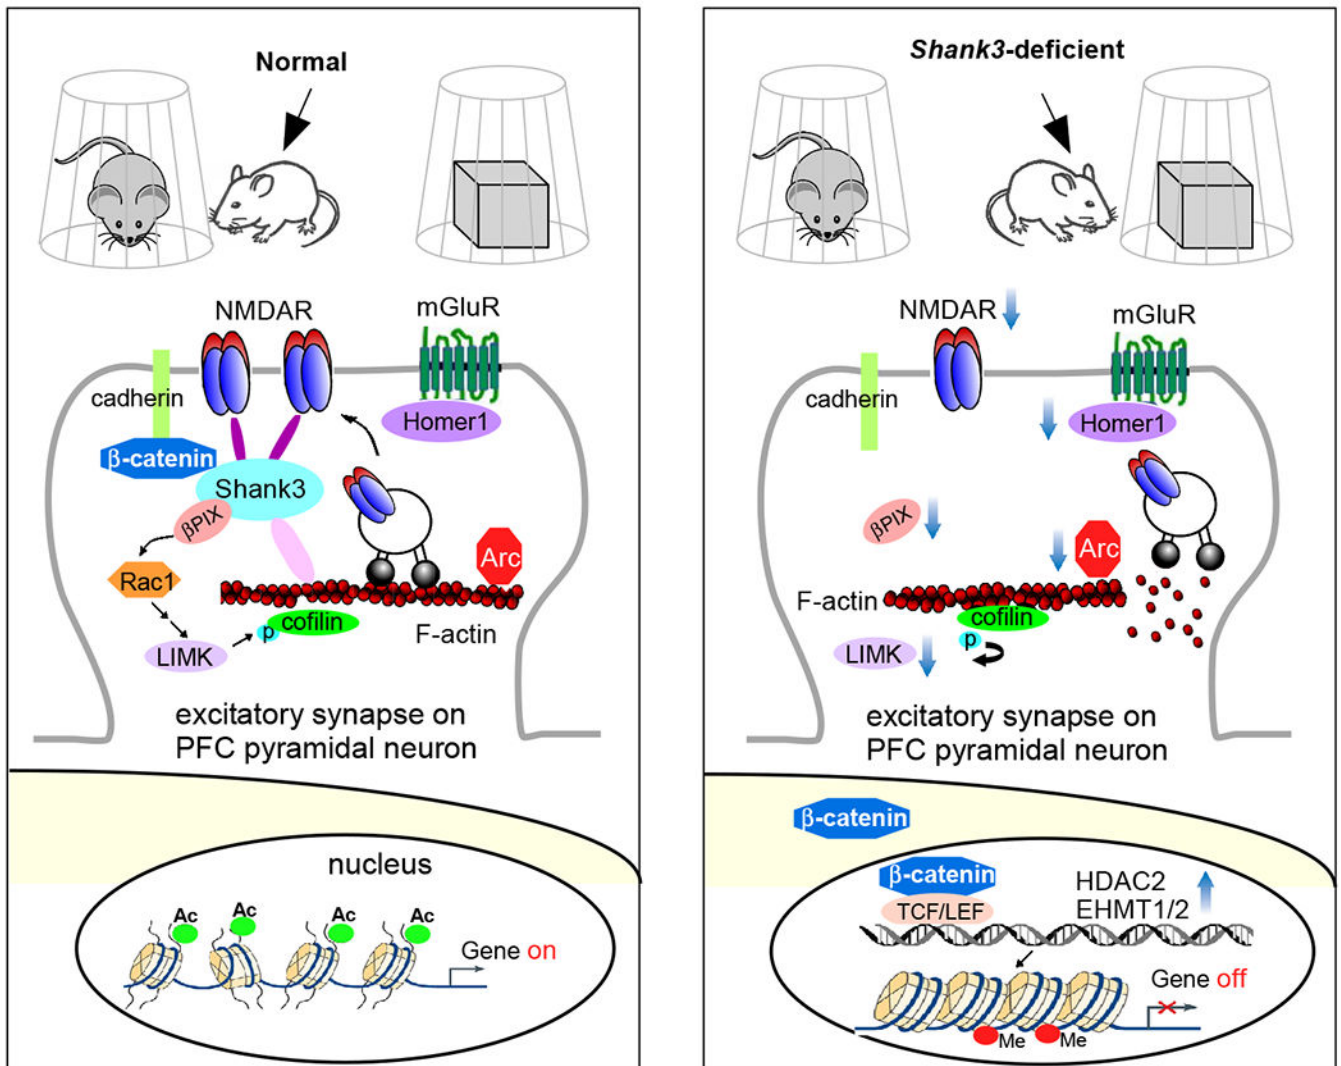 Normal
NMDAR
mGluR
cadherin
Homer1
β-catenin
Shank3
βPIX
Arc
Rac1
cofilin
p
F-actin
LIMK
excitatory synapse on
PFC pyramidal neuron
nucleus
Ac
Ac
Ac
Ac
Gene on
Shank3-deficient
NMDAR
mGluR
cadherin
Homer1
βPIX
Arc
F-actin
cofilin
p
LIMK
excitatory synapse on
PFC pyramidal neuron
β-catenin
β-catenin
TCF/LEF
HDAC2
EHMT1/2
Gene off
Me
Me